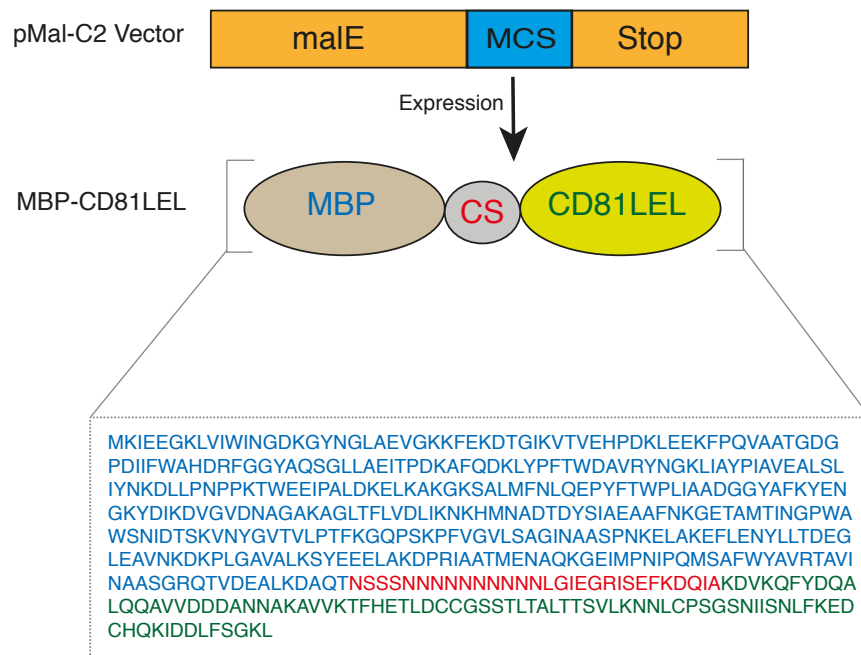 pMal-C2 Vector
malE
MCS
Stop
Expression
MBP-CD81LEL
MBP
CS
CD81LEL
MKIEEGKLVIWINGDKGYNGLAEVGKKFEKDTGIKVTVEHPDKLEEKFPQVAATGDG
PDIIFWAHDRFGGYAQSGLLAEITPDKAFQDKLYPFTWDAVRYNGKLIAYPIAVEALSL
IYNKDLLPNPPKTWEEIPALDKELKAKGKSALMFNLQEPYFTWPLIAADGGYAFKYEN
GKYDIKDVGVDNAGAKAGLTFLVDLIKNKHMNADTDYSIAEAAFNKGETAMTINGPWA
WSNIDTSKVNYGVTVLPTFKGQPSKPFVGVLSAGINAASPNKELAKEFLENYLLTDEG
LEAVNKDKPLGAVALKSYEEELAKDPRIAATMENAQKGEIMPNIPQMSAFWYAVRTAVI
NAASGRQTVDEALKDAQTNSSSNNNNNNNNNNLGIEGRISEFKDQIAKDVKQFYDQA
LQQAVVDDDANNAKAVVKTFHETLDCCGSSTLTALTTSVLKNNLCPSGSNIISNLFKED
CHQKIDDLFSGKL